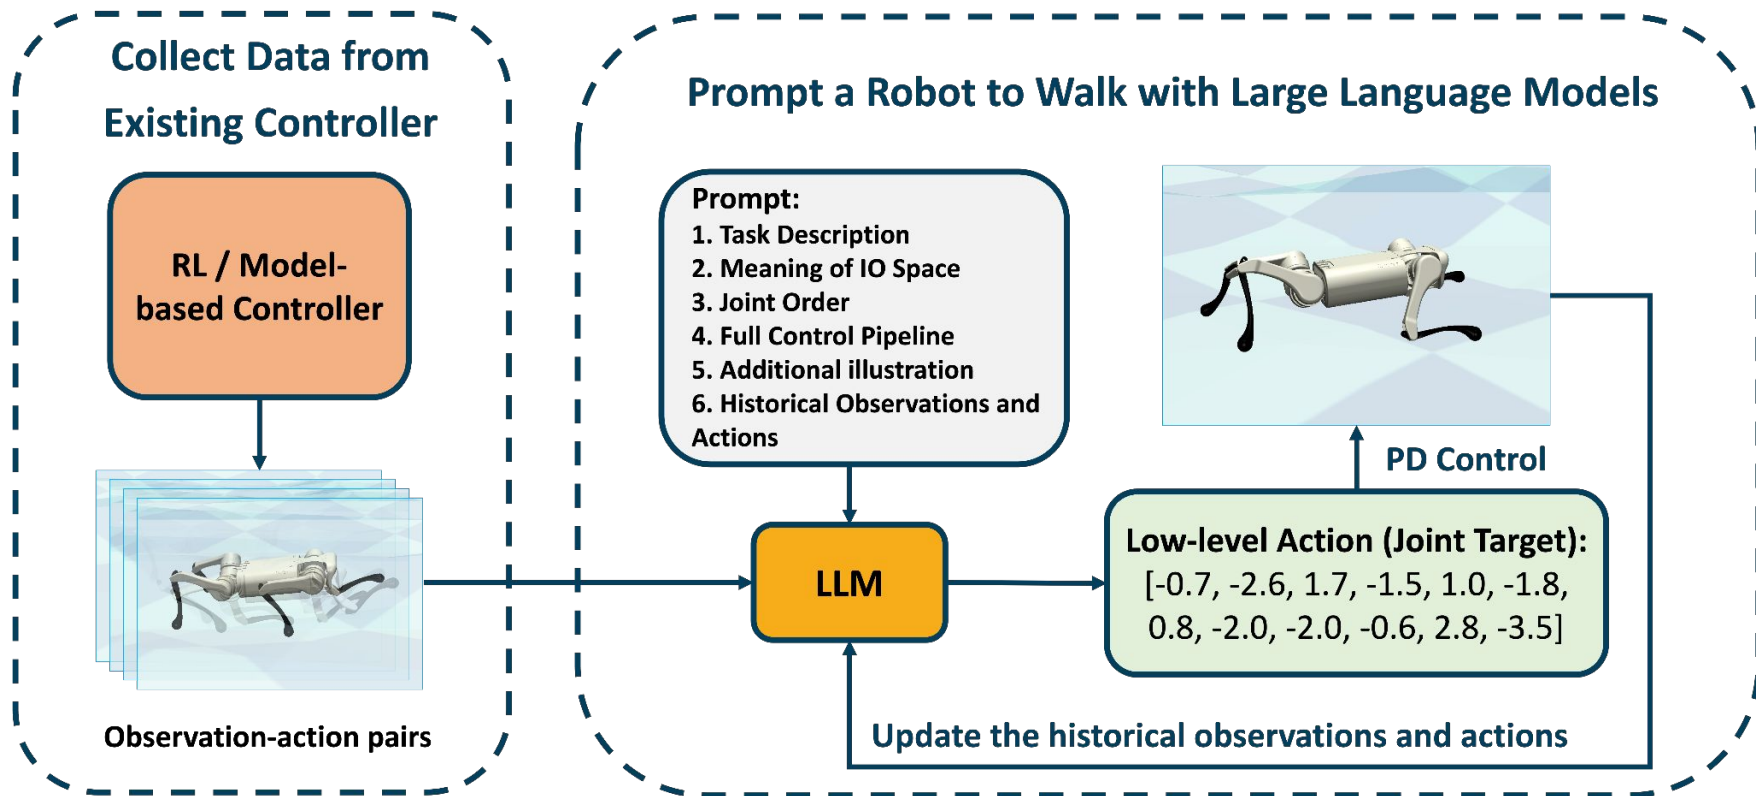 Collect Data from
Existing Controller
RL / Model-
based Controller
Observation-action pairs
Prompt a Robot to Walk with Large Language Models
Prompt:
1. Task Description
2. Meaning of IO Space
3. Joint Order
4. Full Control Pipeline
5. Additional illustration
6. Historical Observations and
Actions
LLM
PD Control
Low-level Action (Joint Target):
[-0.7, -2.6, 1.7, -1.5, 1.0, -1.8,
0.8, -2.0, -2.0, -0.6, 2.8, -3.5]
Update the historical observations and actions